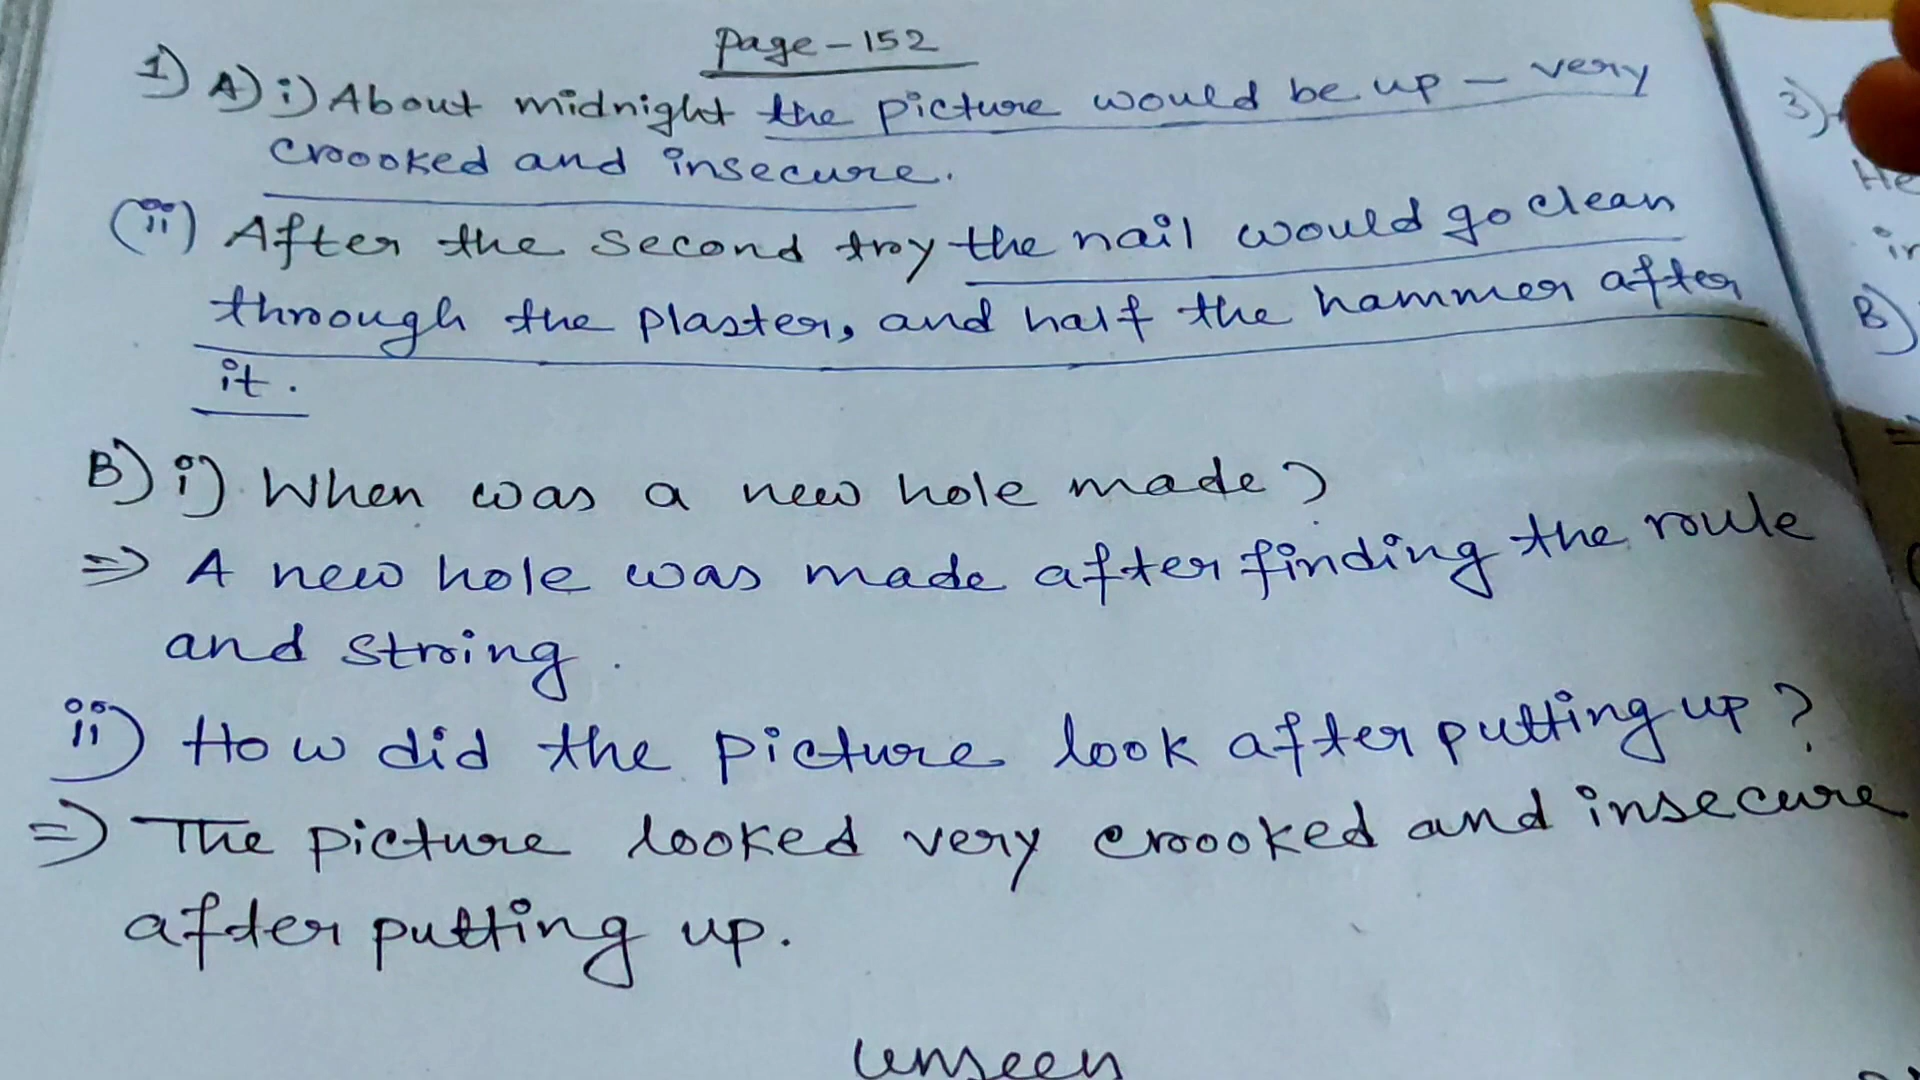 Page-152
1) A) i) About midnight the picture would be up - very
crooked and insecure.
(ii) After the second try the nail would go clean
through the plaster, and half the hammer after
it.
B) i) When was a new hole made?
=> A new hole was made after finding the roule
and string.
ii) How did the picture look after putting up?
=> The picture looked very crooked and insecure
after putting up.
Unseen
3)
He
B)